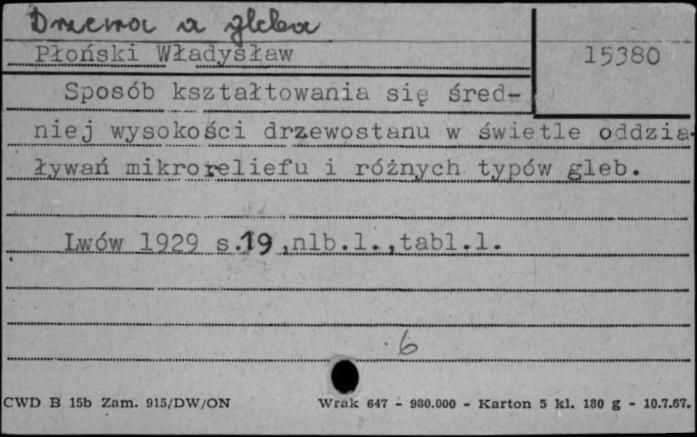 Drzewa a gleba
Płoński Władysław 15380
Sposób kształtowania się śred-
niej wysokości drzewostanu w świetle oddzia-
ływań mikroreliefu i różnych typów gleb.
Lwów 1929 s.19,nlb.1.,tabl.1.
6
CWD B 15b Zam. 915/DW/ON Wrak 647 - 980.000 - Karton 5 kl. 180 g - 10.7.67.